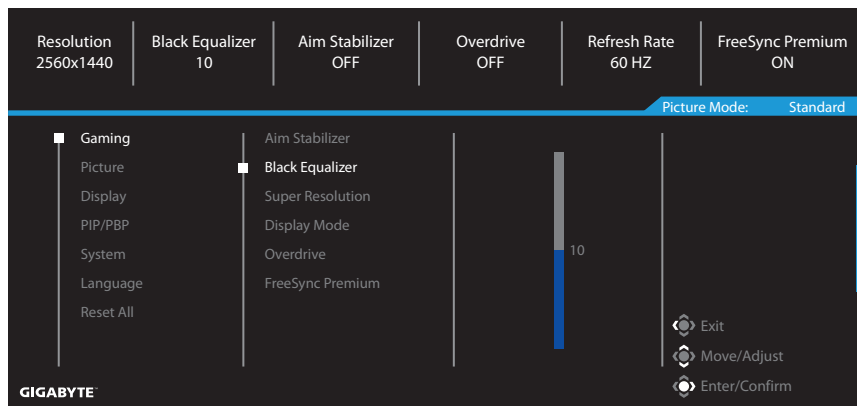 Resolution
2560x1440
Black Equalizer
10
Aim Stabilizer
OFF
Overdrive
OFF
Refresh Rate
60 HZ
FreeSync Premium
ON
Picture Mode: Standard
Gaming
Picture
Display
PIP/PBP
System
Language
Reset All
Aim Stabilizer
Black Equalizer
Super Resolution
Display Mode
Overdrive
FreeSync Premium
10
Exit
Move/Adjust
Enter/Confirm
GIGABYTE™